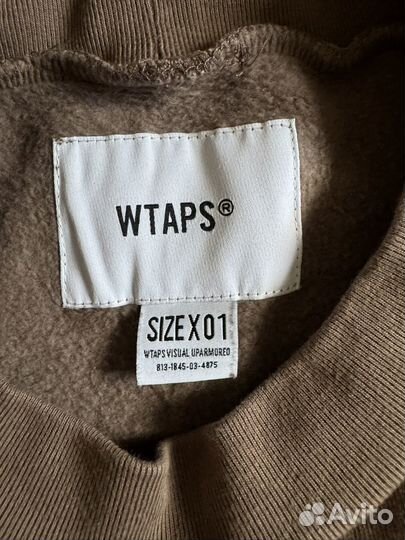 WTAPS®
SIZE X 01
WTAPS VISUAL UPARMORED
813-1845-03-4875
Avito